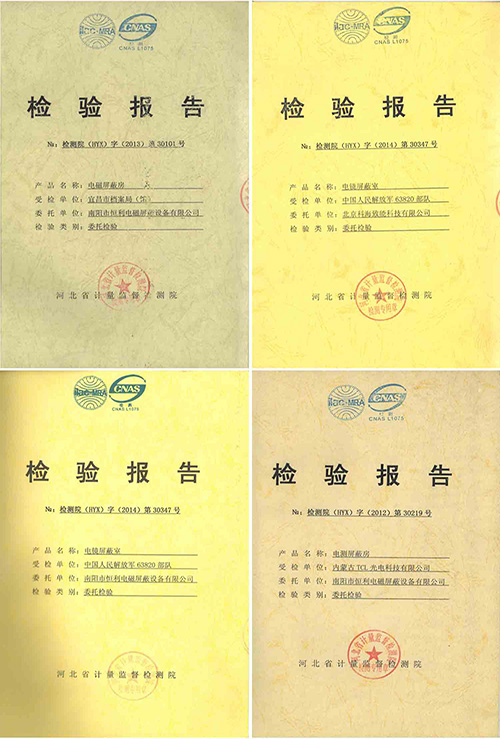 ilac-MRA
CNAS
CNAS L1075
检验报告
№：检测院（HYX）字（2013）第30101号
产品名称：电磁屏蔽房
受检单位：宜昌市档案局
委托单位：南阳市恒利电磁屏蔽设备有限公司
检验类别：委托检验
河北省计量监督检测院
ilac-MRA
CNAS
CNAS L1075
检验报告
№：检测院（HYX）字（2014）第30347号
产品名称：电镜屏蔽室
受检单位：中国人民解放军63820部队
委托单位：北京科海致能科技有限公司
检验类别：委托检验
河北省计量监督检测院
检测专用章
ilac-MRA
CNAS
CNAS L1075
检验报告
№：检测院（HYX）字（2014）第30347号
产品名称：电镜屏蔽室
受检单位：中国人民解放军63820部队
委托单位：南阳市恒利电磁屏蔽设备有限公司
检验类别：委托检验
河北省计量监督检测院
ilac-MRA
CNAS
CNAS L1075
检验报告
№：检测院（HYX）字（2012）第30219号
产品名称：电测屏蔽房
受检单位：内蒙古TCL光电科技有限公司
委托单位：南阳市恒利电磁屏蔽设备有限公司
检验类别：委托检验
河北省计量监督检测院